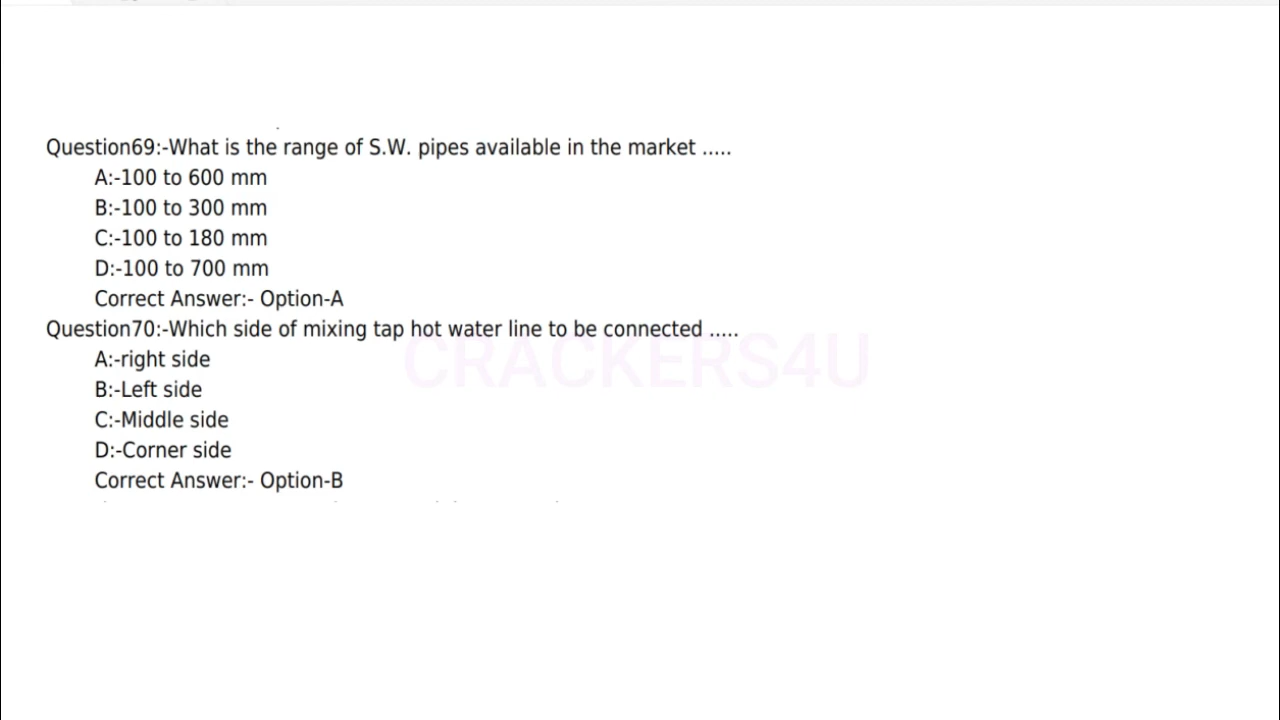 Question69:-What is the range of S.W. pipes available in the market .....
A:-100 to 600 mm
B:-100 to 300 mm
C:-100 to 180 mm
D:-100 to 700 mm
Correct Answer:- Option-A
Question70:-Which side of mixing tap hot water line to be connected .....
A:-right side
CRACKERS4U
B:-Left side
C:-Middle side
D:-Corner side
Correct Answer:- Option-B